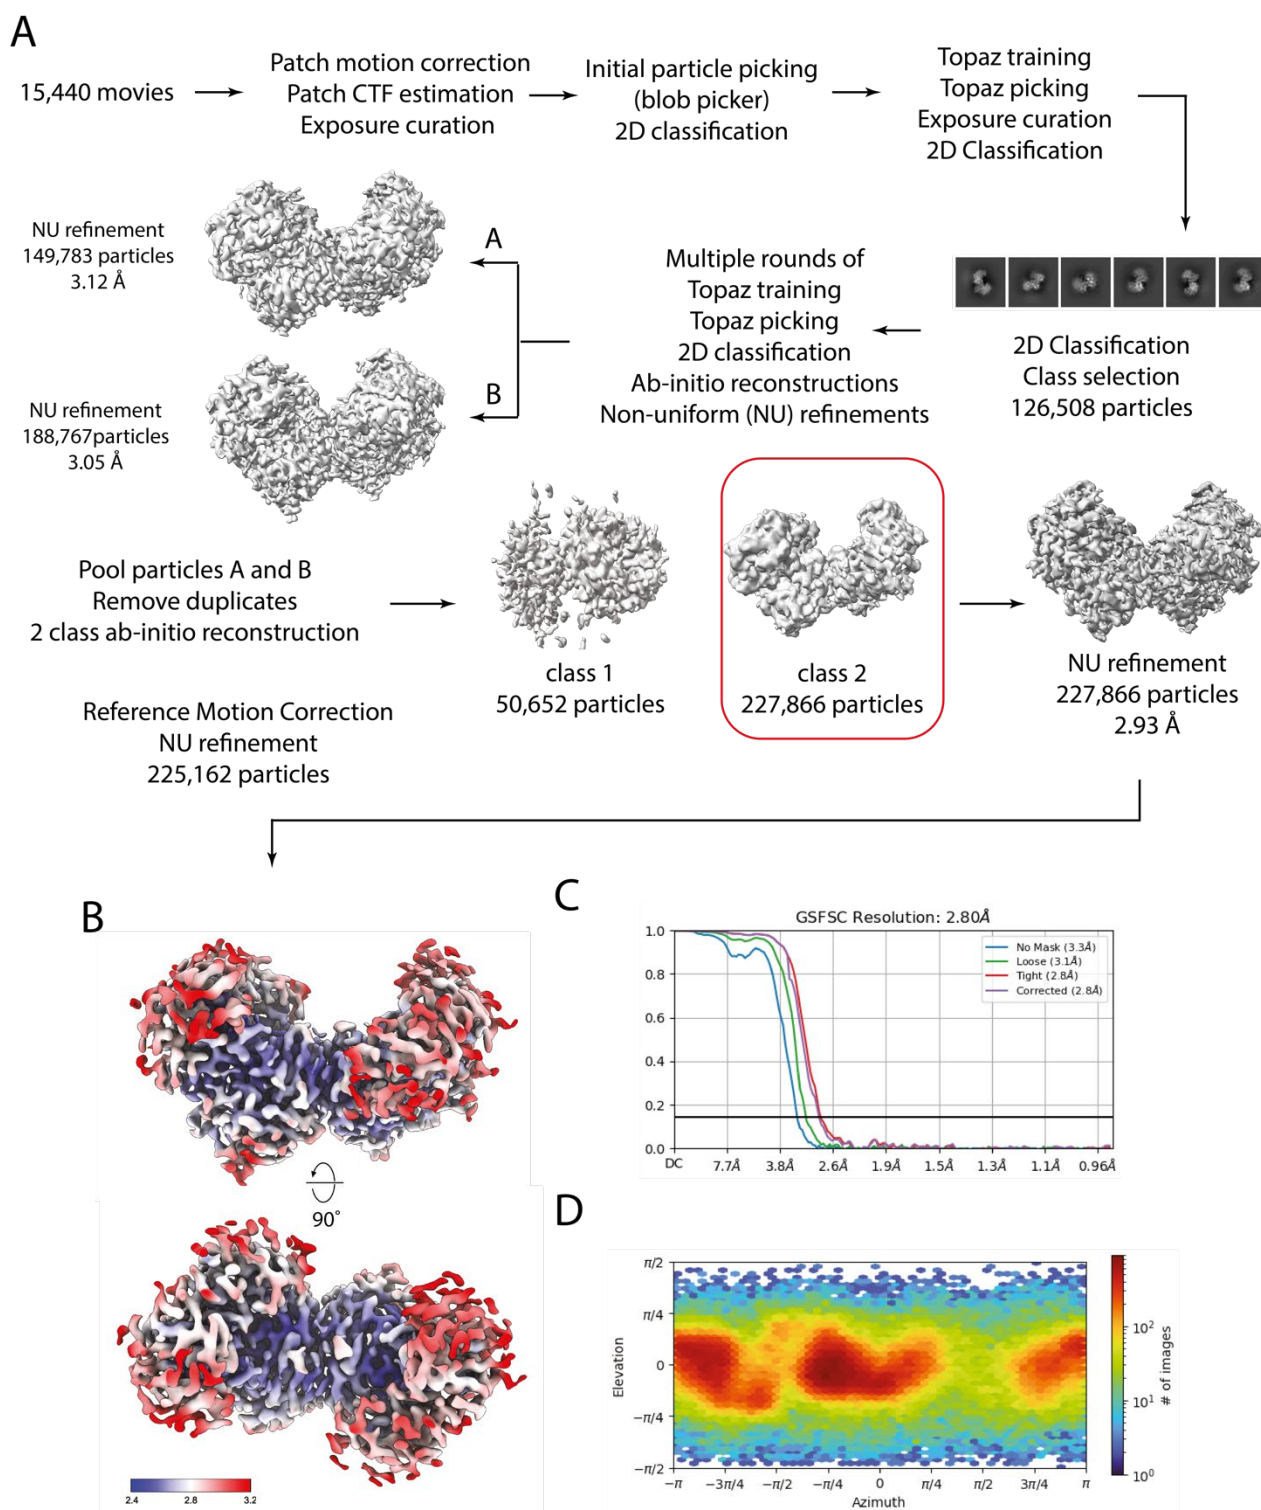 A
15,440 movies
Patch motion correction
Patch CTF estimation
Exposure curation
Initial particle picking
(blob picker)
2D classification
Topaz training
Topaz picking
Exposure curation
2D Classification
NU refinement
149,783 particles
3.12 Å
A
Multiple rounds of
Topaz training
Topaz picking
2D classification
Ab-initio reconstructions
Non-uniform (NU) refinements
2D Classification
Class selection
126,508 particles
B
NU refinement
188,767particles
3.05 Å
Pool particles A and B
Remove duplicates
2 class ab-initio reconstruction
class 1
50,652 particles
class 2
227,866 particles
NU refinement
227,866 particles
2.93 Å
Reference Motion Correction
NU refinement
225,162 particles
B
90°
2.4 2.8 3.2
C
GSFSC Resolution: 2.80Å
No Mask (3.3Å)
Loose (3.1Å)
Tight (2.8Å)
Corrected (2.8Å)
1.0
0.8
0.6
0.4
0.2
0.0
DC 7.7Å 3.8Å 2.6Å 1.9Å 1.5Å 1.3Å 1.1Å 0.96Å
D
π/2
π/4
0
−π/4
−π/2
Elevation
−π −3π/4 −π/2 −π/4 0 π/4 π/2 3π/4 π
Azimuth
10²
10¹
10⁰
# of images